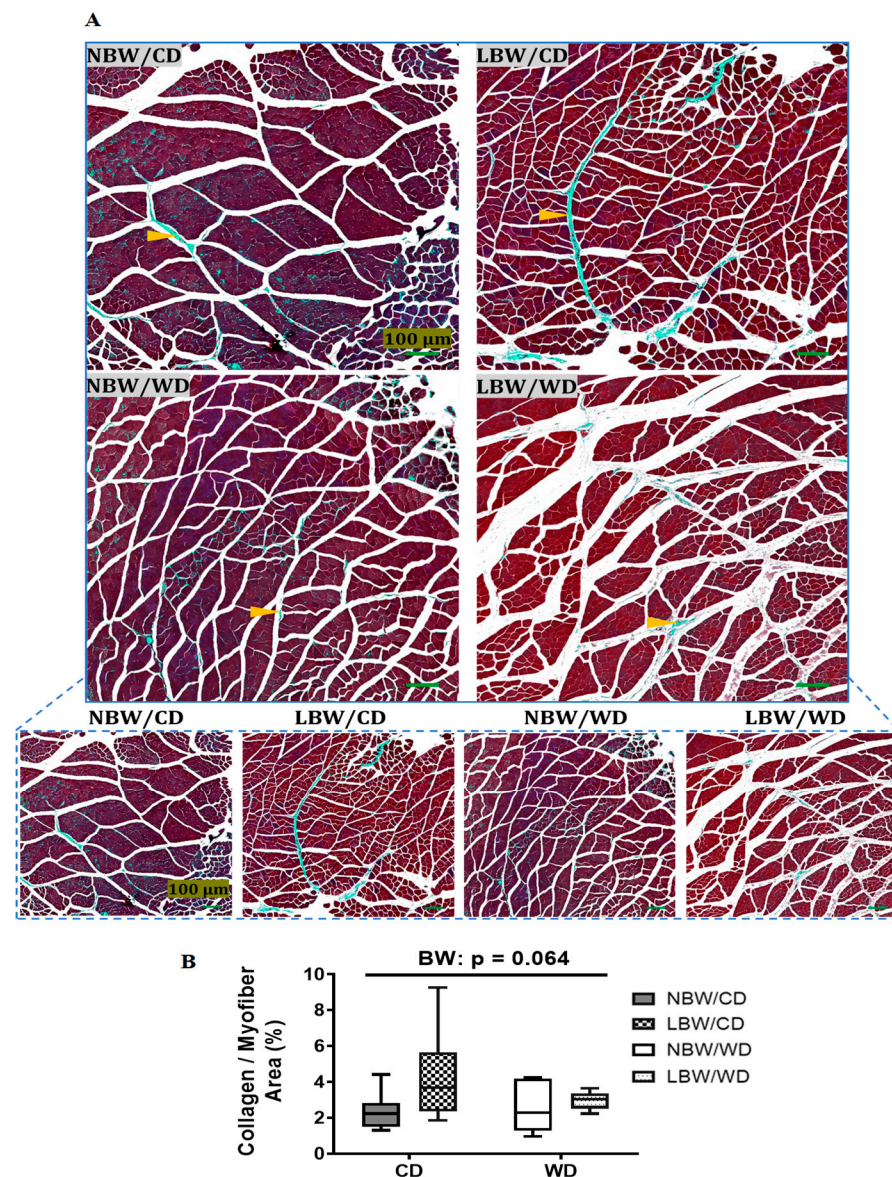 A
NBW/CD
LBW/CD
100 µm
NBW/WD
LBW/WD
NBW/CD
LBW/CD
NBW/WD
LBW/WD
100 µm
B
BW: p = 0.064
Collagen / Myofiber
Area (%)
10
8
6
4
2
0
CD
WD
NBW/CD
LBW/CD
NBW/WD
LBW/WD